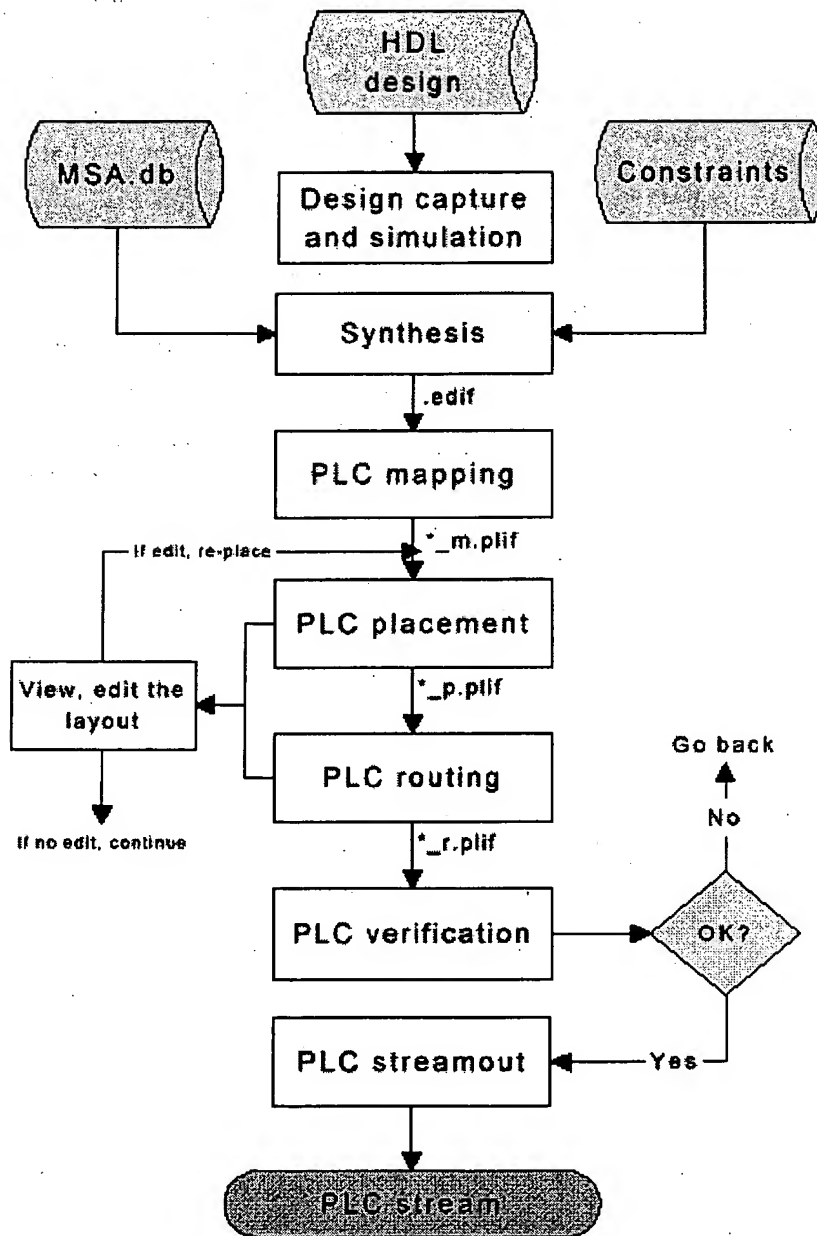 HDL
design
MSA.db
Constraints
Design capture
and simulation
Synthesis
.edif
PLC mapping
*_m.plif
If edit, re-place
PLC placement
View, edit the
layout
*_p.plif
PLC routing
Go back
No
If no edit, continue
*_r.plif
PLC verification
OK?
PLC streamout
Yes
PLC stream